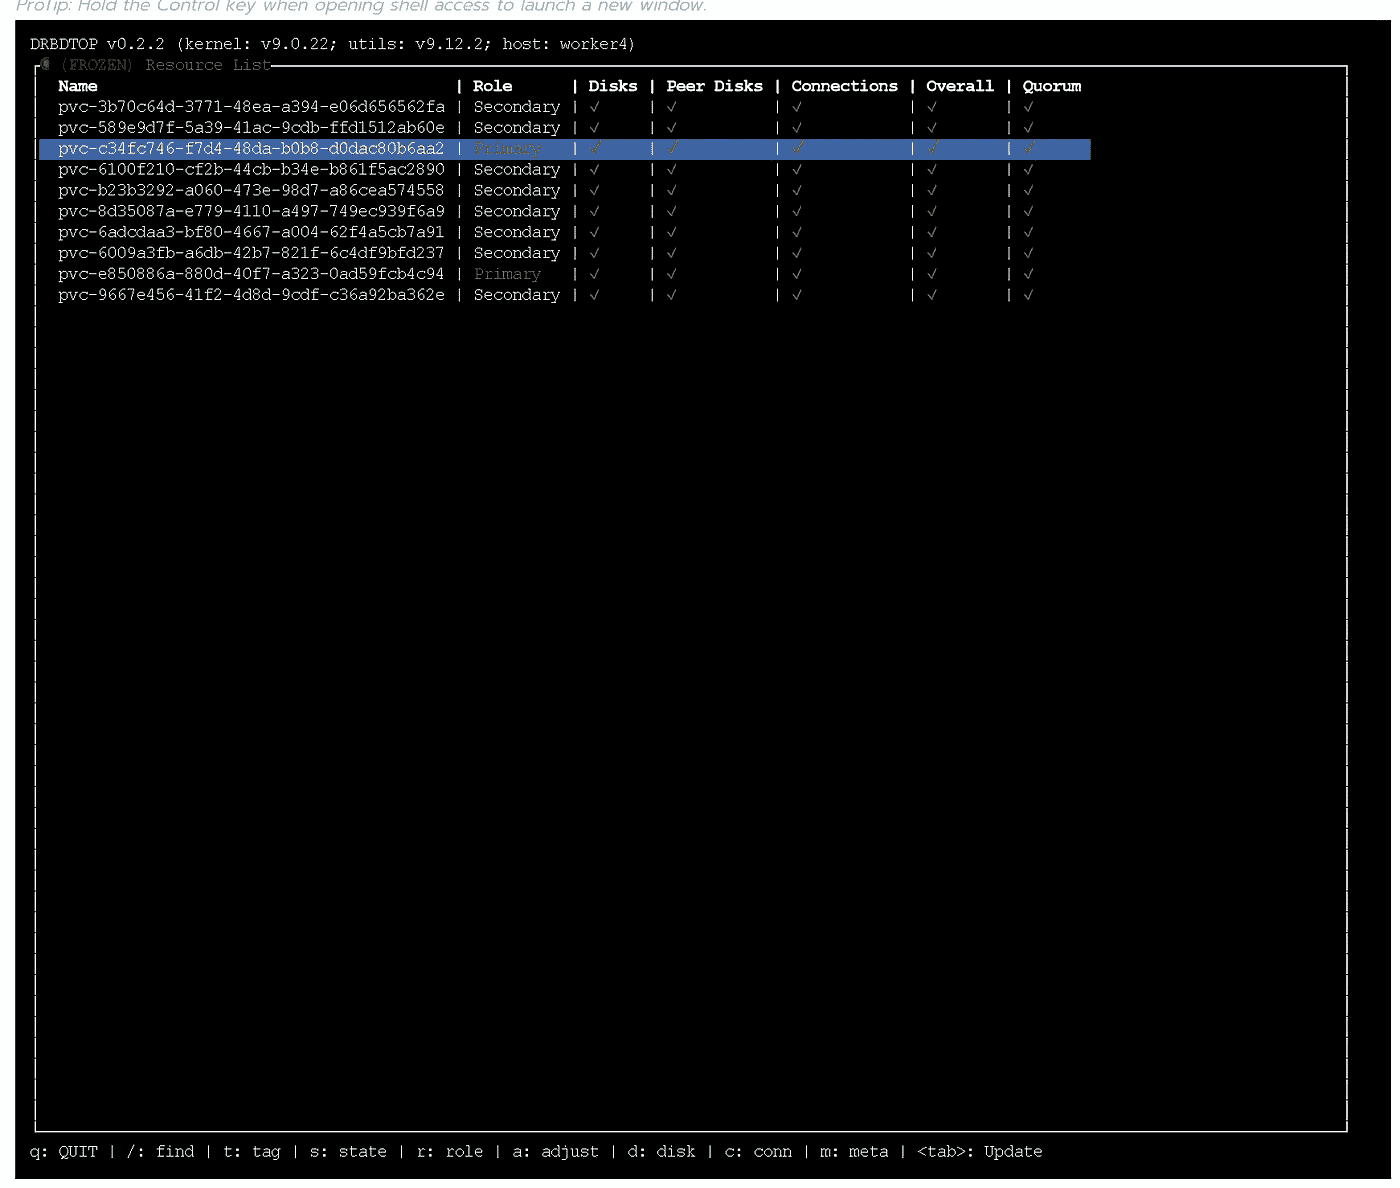 ProTip: Hold the Control key when opening shell access to launch a new window.
DRBDTOP v0.2.2 (kernel: v9.0.22; utils: v9.12.2; host: worker4)
(FROZEN) Resource List
Name | Role | Disks | Peer Disks | Connections | Overall | Quorum
pvc-3b70c64d-3771-48ea-a394-e06d656562fa | Secondary | ✓ | ✓ | ✓ | ✓ | ✓
pvc-589e9d7f-5a39-41ac-9cdb-ffd1512ab60e | Secondary | ✓ | ✓ | ✓ | ✓ | ✓
pvc-c34fc746-f7d4-48da-b0b8-d0dac80b6aa2 | Primary | ✓ | ✓ | ✓ | ✓ | ✓
pvc-6100f210-cf2b-44cb-b34e-b861f5ac2890 | Secondary | ✓ | ✓ | ✓ | ✓ | ✓
pvc-b23b3292-a060-473e-98d7-a86cea574558 | Secondary | ✓ | ✓ | ✓ | ✓ | ✓
pvc-8d35087a-e779-4110-a497-749ec939f6a9 | Secondary | ✓ | ✓ | ✓ | ✓ | ✓
pvc-6adcdaa3-bf80-4667-a004-62f4a5cb7a91 | Secondary | ✓ | ✓ | ✓ | ✓ | ✓
pvc-6009a3fb-a6db-42b7-821f-6c4df9bfd237 | Secondary | ✓ | ✓ | ✓ | ✓ | ✓
pvc-e850886a-880d-40f7-a323-0ad59fcb4c94 | Primary | ✓ | ✓ | ✓ | ✓ | ✓
pvc-9667e456-41f2-4d8d-9cdf-c36a92ba362e | Secondary | ✓ | ✓ | ✓ | ✓ | ✓
q: QUIT | /: find | t: tag | s: state | r: role | a: adjust | d: disk | c: conn | m: meta | <tab>: Update